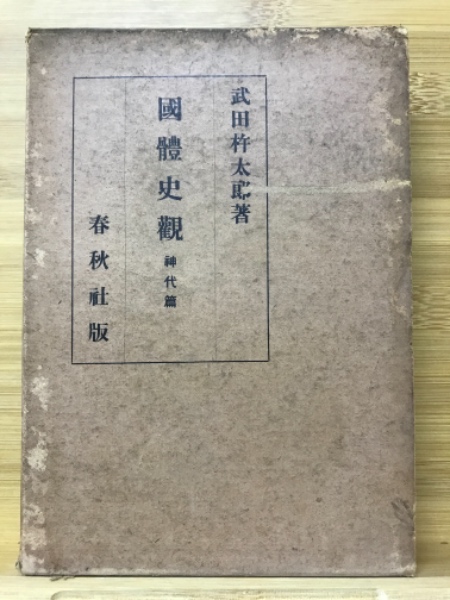 武田杵太郎著
國體史觀 神代篇
春秋社版